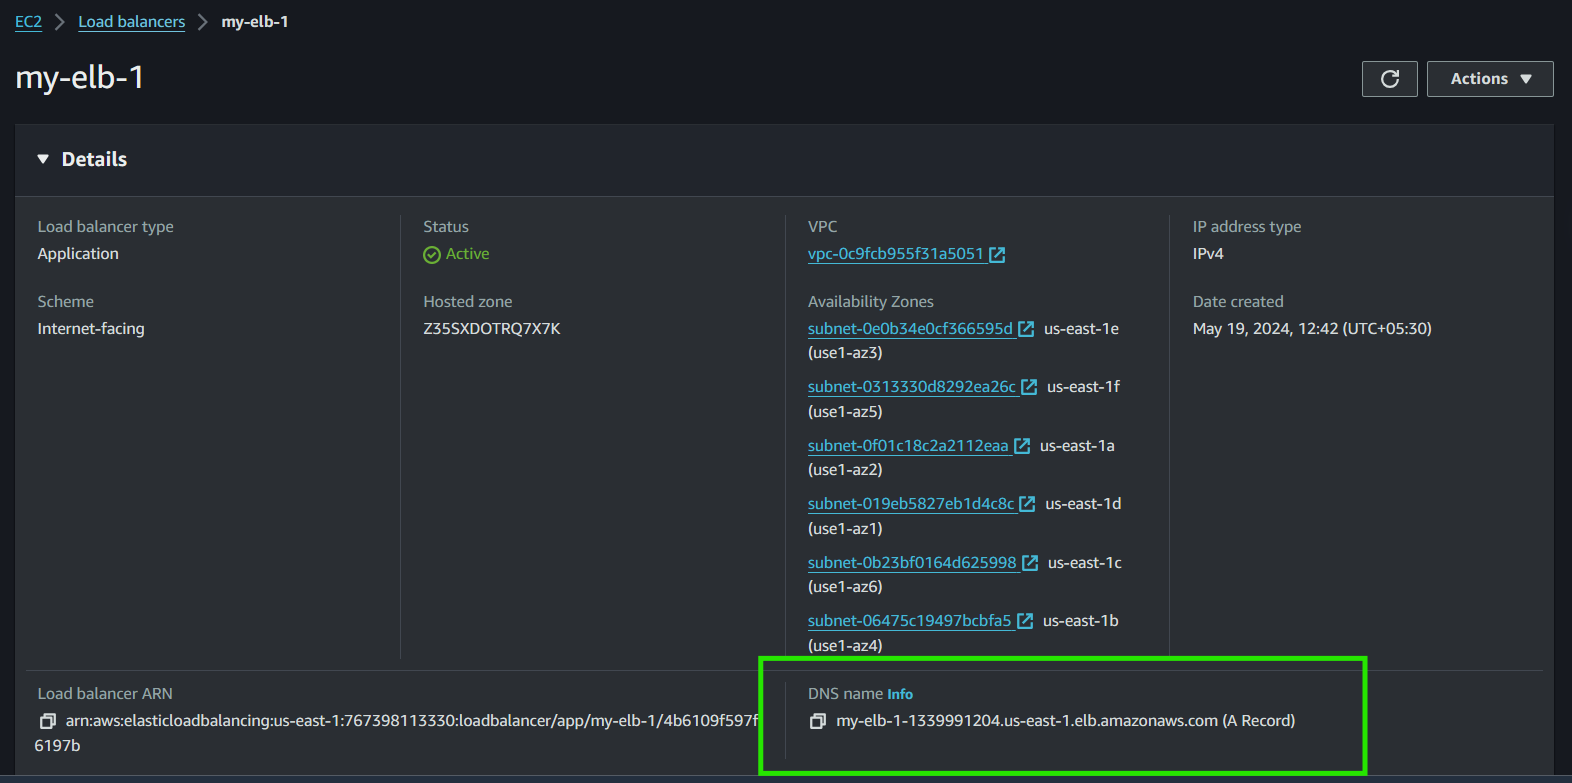 EC2 > Load balancers > my-elb-1
my-elb-1
Actions
Details
Load balancer type
Application
Scheme
Internet-facing
Status
Active
Hosted zone
Z35SXDOTRQ7X7K
VPC
vpc-0c9fcb955f31a5051
Availability Zones
subnet-0e0b34e0cf366595d us-east-1e
(use1-az3)
subnet-0313330d8292ea26c us-east-1f
(use1-az5)
subnet-0f01c18c2a2112eaa us-east-1a
(use1-az2)
subnet-019eb5827eb1d4c8c us-east-1d
(use1-az1)
subnet-0b23bf0164d625998 us-east-1c
(use1-az6)
subnet-06475c19497bcbfa5 us-east-1b
(use1-az4)
IP address type
IPv4
Date created
May 19, 2024, 12:42 (UTC+05:30)
Load balancer ARN
arn:aws:elasticloadbalancing:us-east-1:767398113330:loadbalancer/app/my-elb-1/4b6109f597f
6197b
DNS name Info
my-elb-1-1339991204.us-east-1.elb.amazonaws.com (A Record)